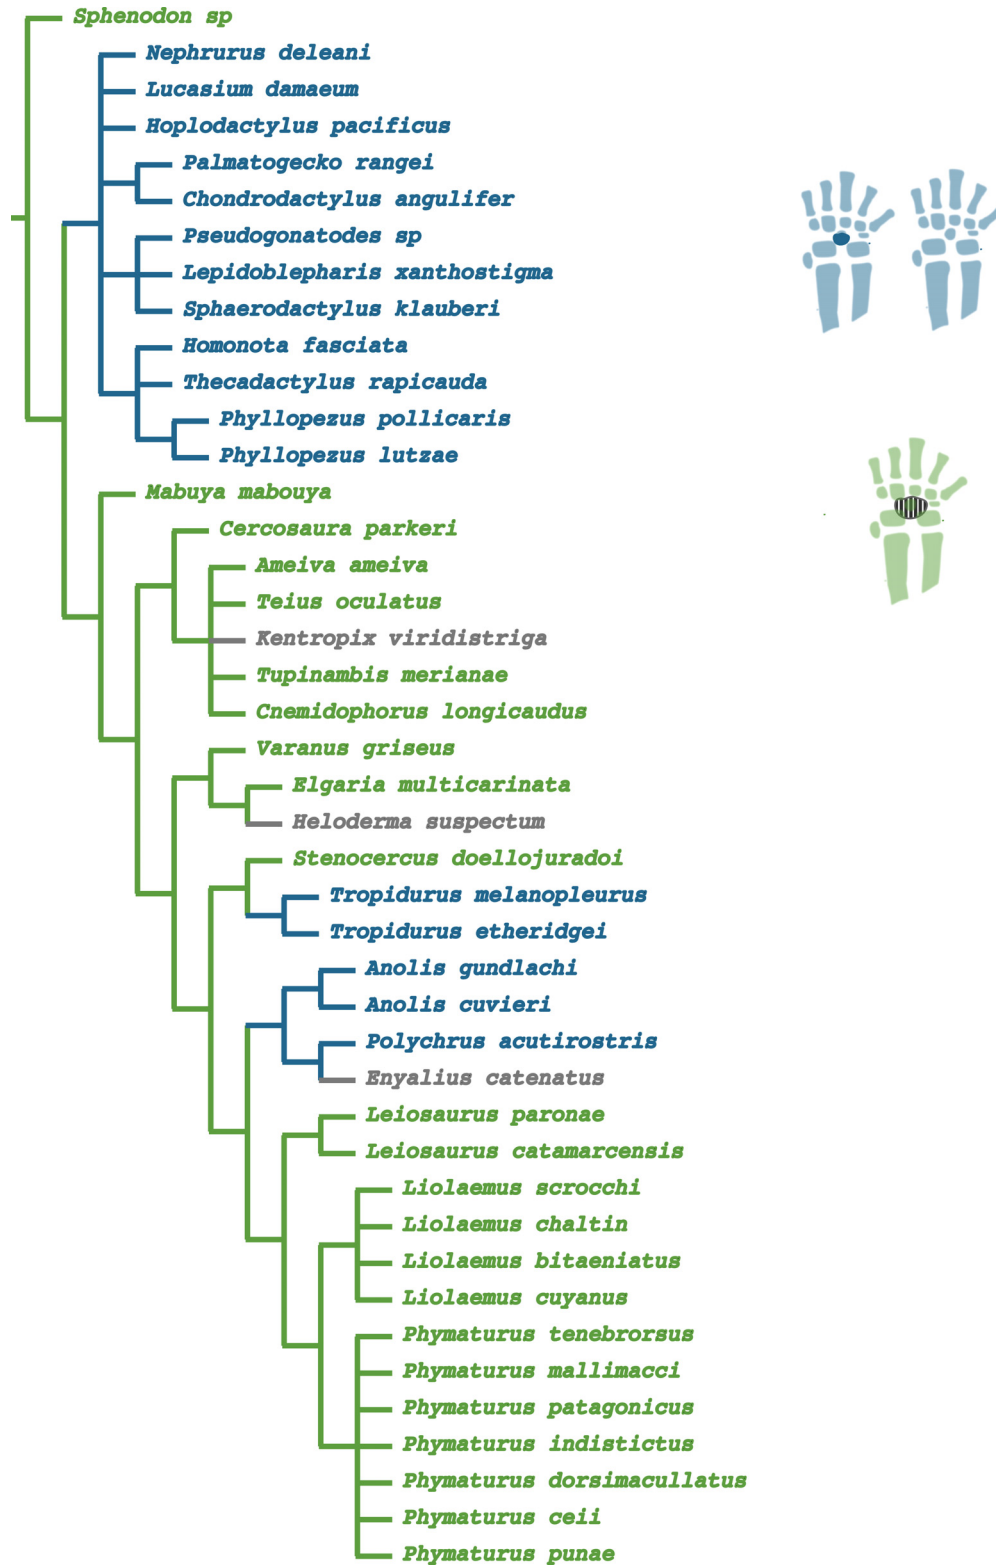 Sphenodon sp
Nephrurus deleani
Lucasium damaeum
Hoplodactylus pacificus
Palmatogecko rangei
Chondrodactylus angulifer
Pseudogonatodes sp
Lepidoblepharis xanthostigma
Sphaerodactylus klauberi
Homonota fasciata
Thecadactylus rapicauda
Phyllopezus pollicaris
Phyllopezus lutzae
Mabuya mabouya
Cercosaura parkeri
Ameiva ameiva
Teius oculatus
Kentropix viridistriga
Tupinambis merianae
Cnemidophorus longicaudus
Varanus griseus
Elgaria multicarinata
Heloderma suspectum
Stenocercus doellojuradoi
Tropidurus melanopleurus
Tropidurus etheridgei
Anolis gundlachi
Anolis cuvieri
Polychrus acutirostris
Enyalius catenatus
Leiosaurus paronae
Leiosaurus catamarcensis
Liolaemus scrocchi
Liolaemus chaltin
Liolaemus bitaeniatus
Liolaemus cuyanus
Phymaturus tenebrorsus
Phymaturus mallimacci
Phymaturus patagonicus
Phymaturus indistictus
Phymaturus dorsimacullatus
Phymaturus ceii
Phymaturus punae